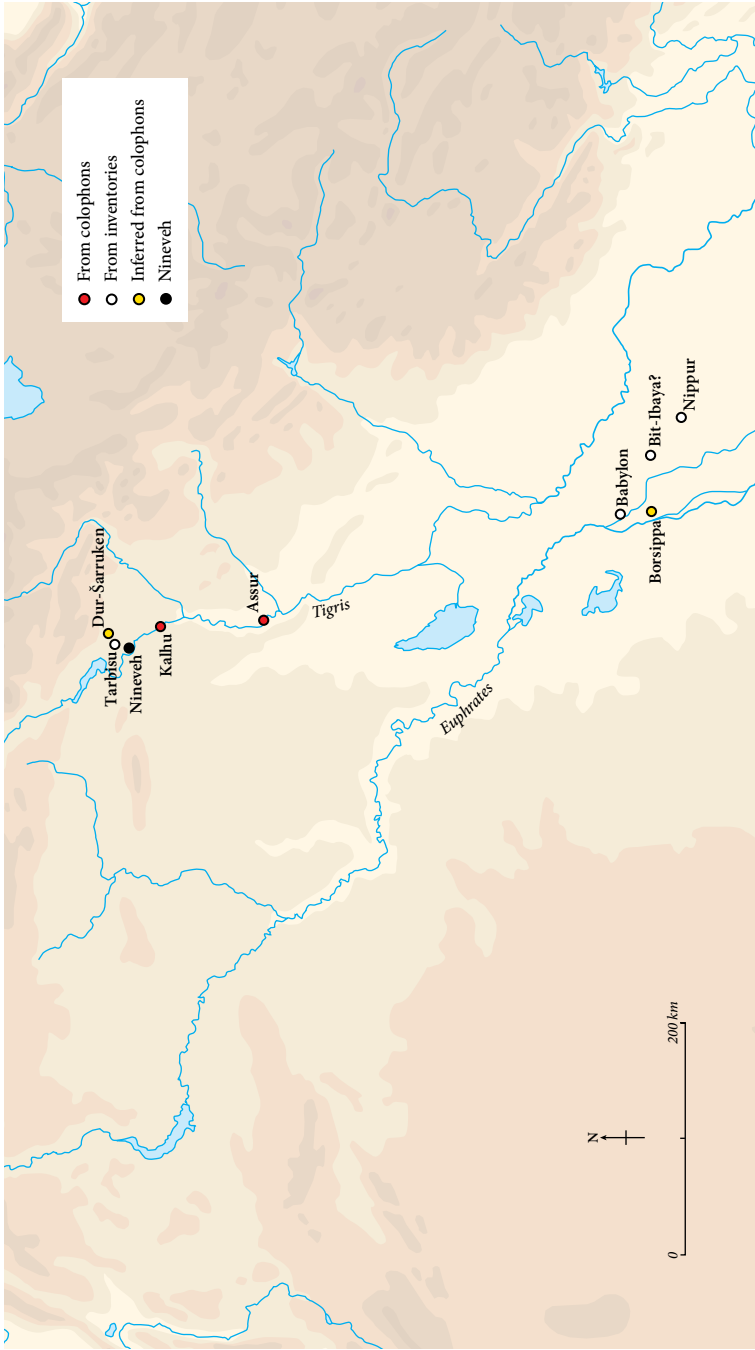 From colophons
From inventories
Inferred from colophons
Nineveh
Dur-Šarruken
Tarbisu
Nineveh
Kalhu
Assur
Tigris
Euphrates
Babylon
Bit-Ibaya?
Borsippa
Nippur
N
0 200 km